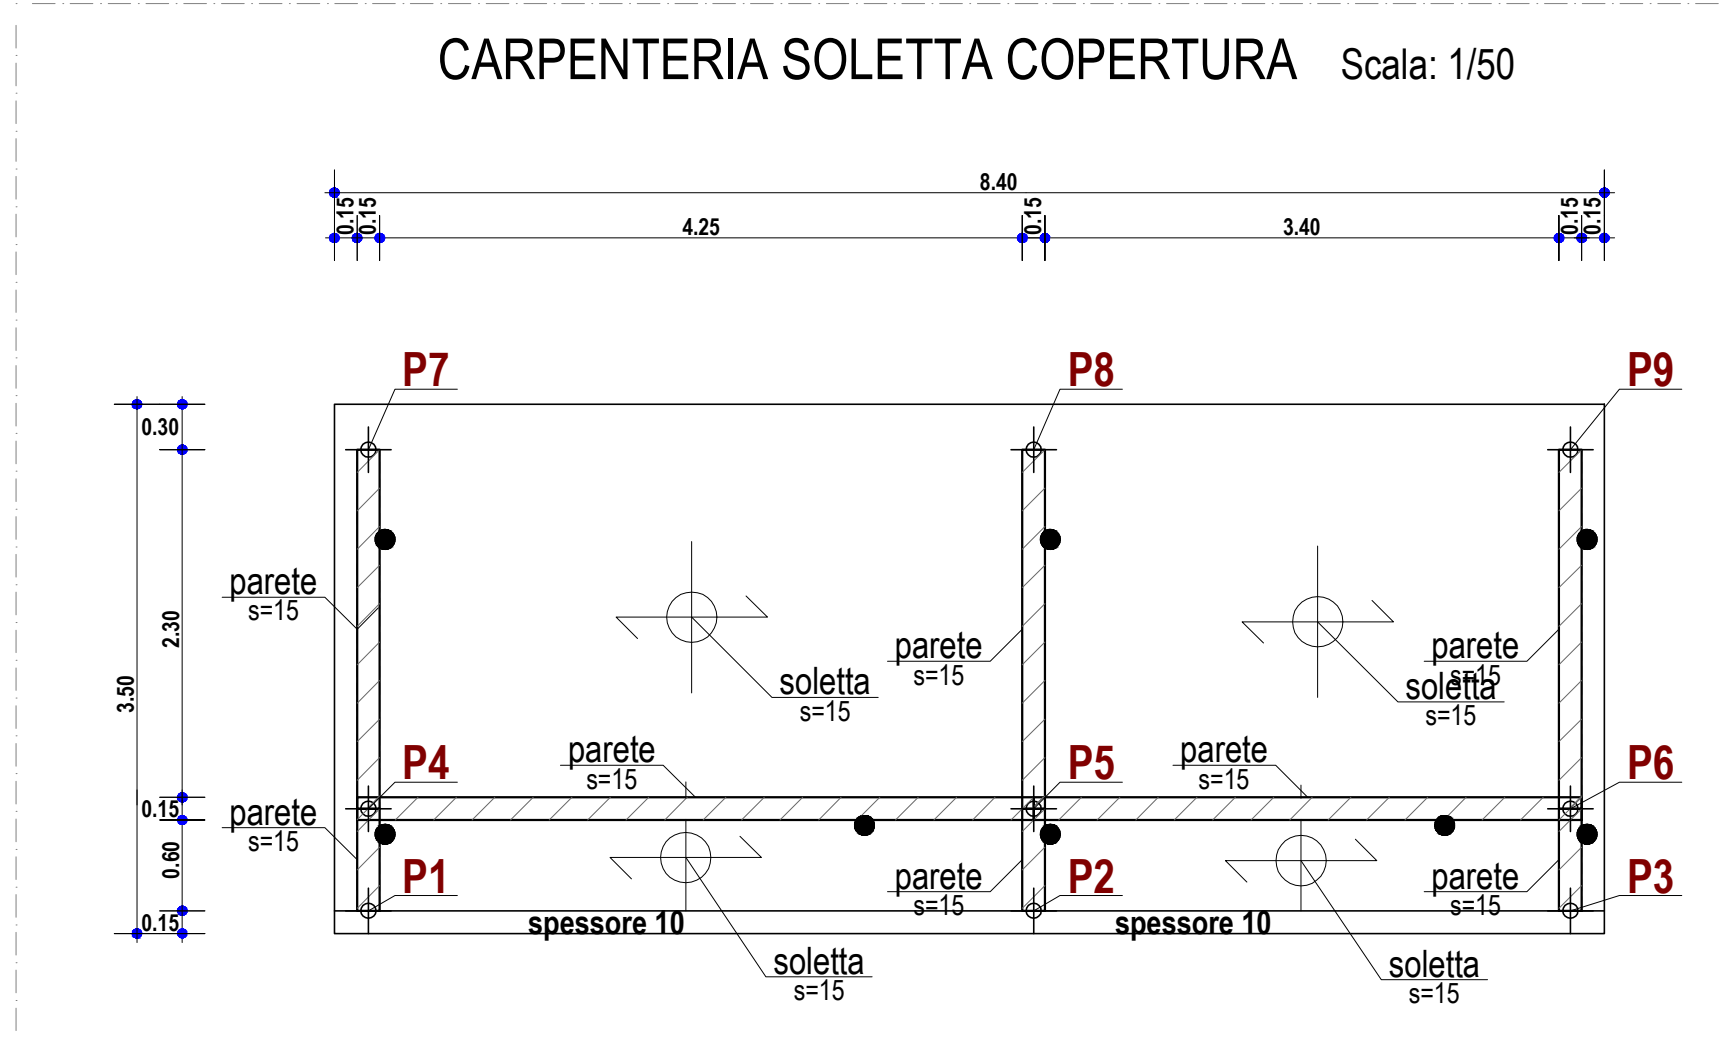 CARPENTERIA SOLETTA COPERTURA Scala: 1/50
8.40
0.15 0.15 4.25 0.15 3.40 0.15 0.15
P7 P8 P9
0.30
parete
s=15
2.30
parete
s=15
parete
s=15
3.50
soletta
s=15
soletta
s=15
parete
s=15
parete
s=15
P4 P5 P6
0.15
parete
s=15
0.60
P1
parete
s=15
P2
parete
s=15
P3
0.15
spessore 10
spessore 10
soletta
s=15
soletta
s=15